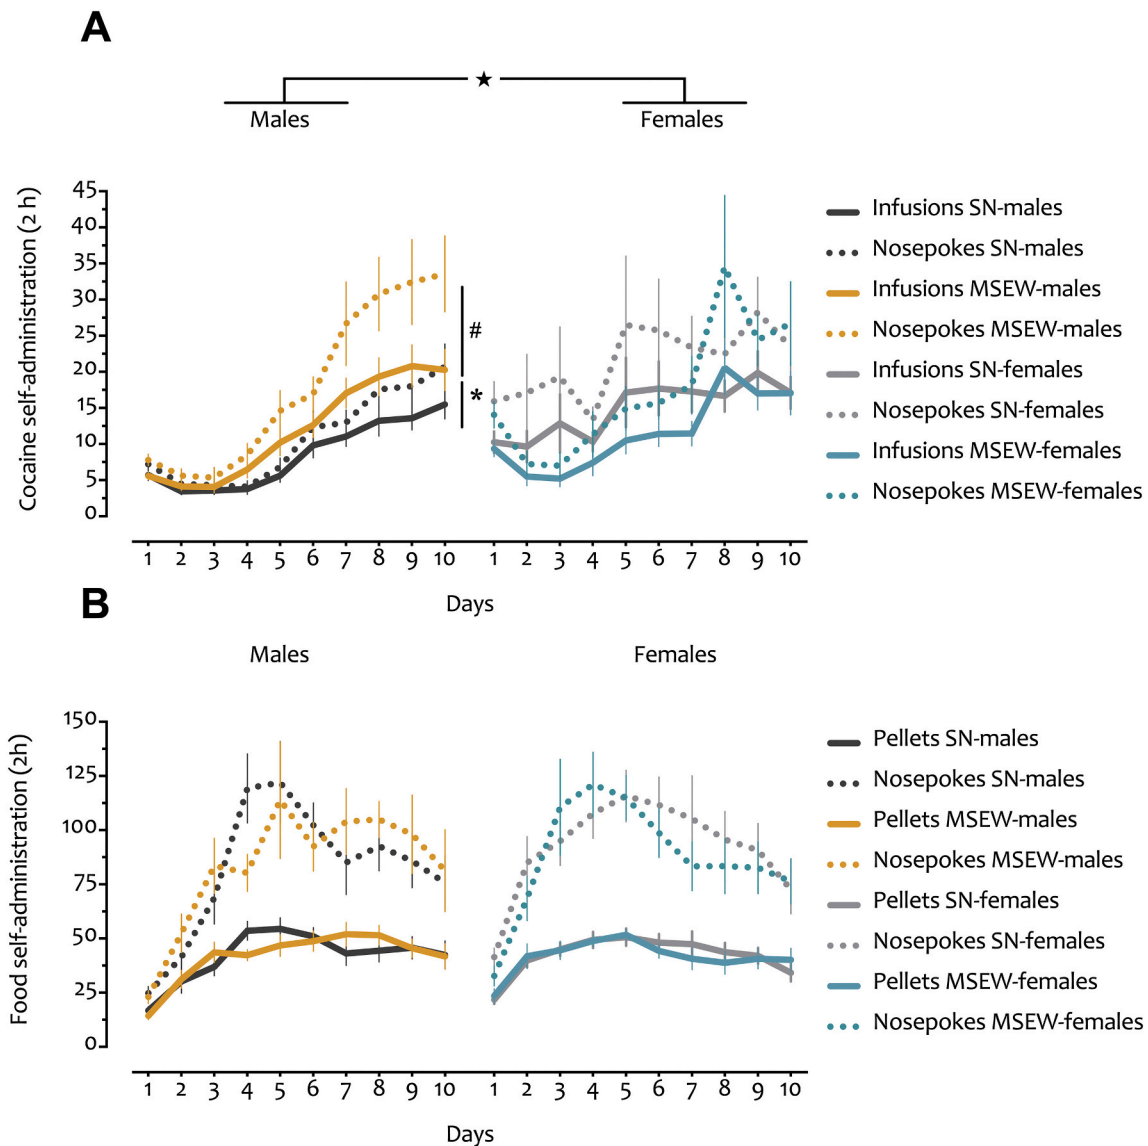 A
★
Males
Females
Cocaine self-administration (2 h)
45
40
35
30
25
20
15
10
5
0
#
*
1 2 3 4 5 6 7 8 9 10
1 2 3 4 5 6 7 8 9 10
Days
Infusions SN-males
Nosepokes SN-males
Infusions MSEW-males
Nosepokes MSEW-males
Infusions SN-females
Nosepokes SN-females
Infusions MSEW-females
Nosepokes MSEW-females
B
Males
Females
Food self-administration (2h)
150
125
100
75
50
25
0
1 2 3 4 5 6 7 8 9 10
1 2 3 4 5 6 7 8 9 10
Days
Pellets SN-males
Nosepokes SN-males
Pellets MSEW-males
Nosepokes MSEW-males
Pellets SN-females
Nosepokes SN-females
Pellets MSEW-females
Nosepokes MSEW-females